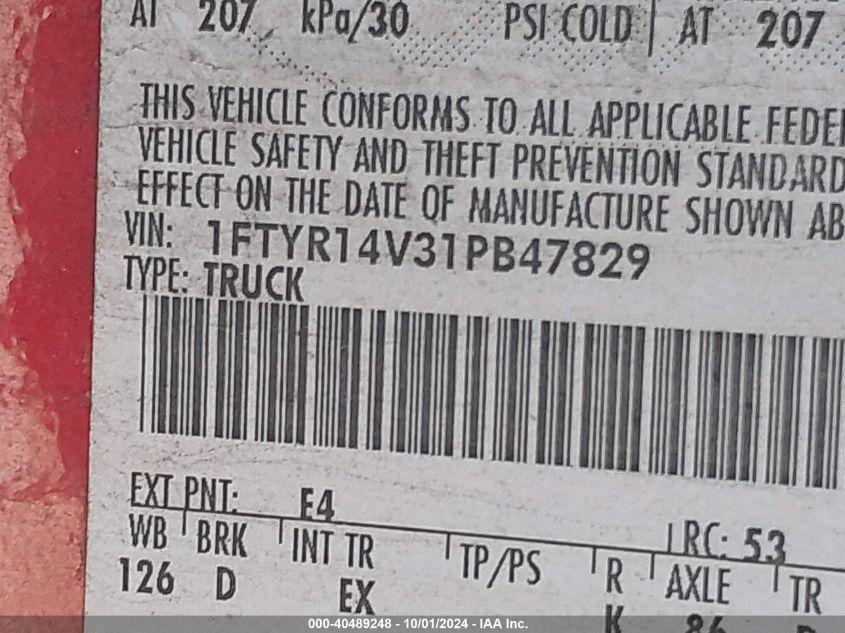 AT 207 kPa/30 PSI COLD AT 207
THIS VEHICLE CONFORMS TO ALL APPLICABLE FEDE
VEHICLE SAFETY AND THEFT PREVENTION STANDARD
EFFECT ON THE DATE OF MANUFACTURE SHOWN AB
VIN: 1FTYR14V31PB47829
TYPE: TRUCK
EXT PNT: E4 RC: 53
WB BRK INT TR TP/PS R AXLE TR
126 D EX K 86
000-40489248 - 10/01/2024 - IAA Inc.